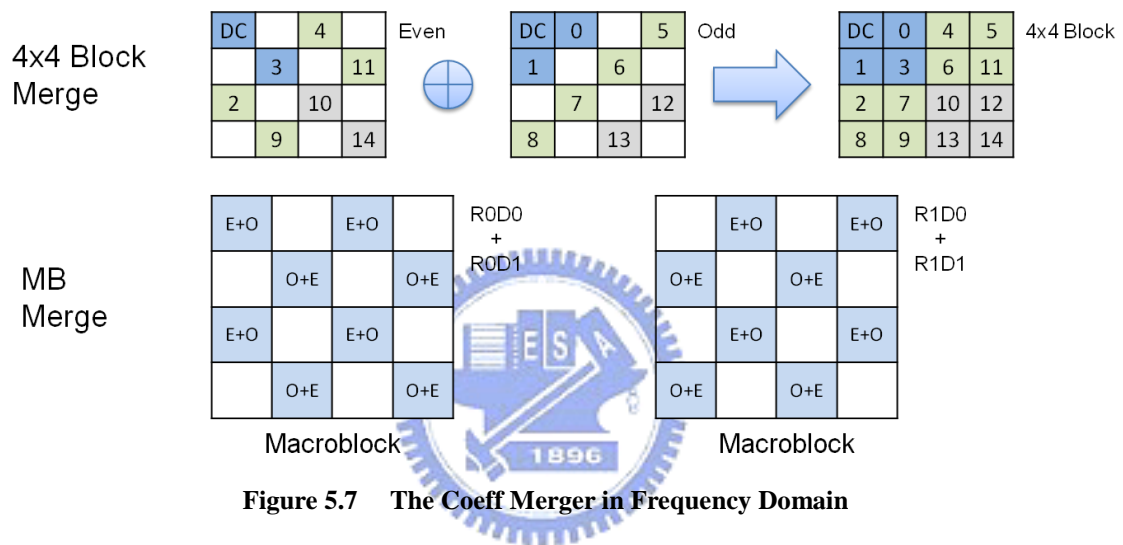 4x4 Block
Merge
DC 4
3 11
2 10
9 14
Even
DC 0 5
1 6
7 12
8 13
Odd
DC 0 4 5
1 3 6 11
2 7 10 12
8 9 13 14
4x4 Block
MB
Merge
E+O E+O
O+E O+E
E+O E+O
O+E O+E
R0D0
+
R0D1
Macroblock
E+O E+O
O+E O+E
E+O E+O
O+E O+E
R1D0
+
R1D1
Macroblock
E S A
1896
Figure 5.7 The Coeff Merger in Frequency Domain